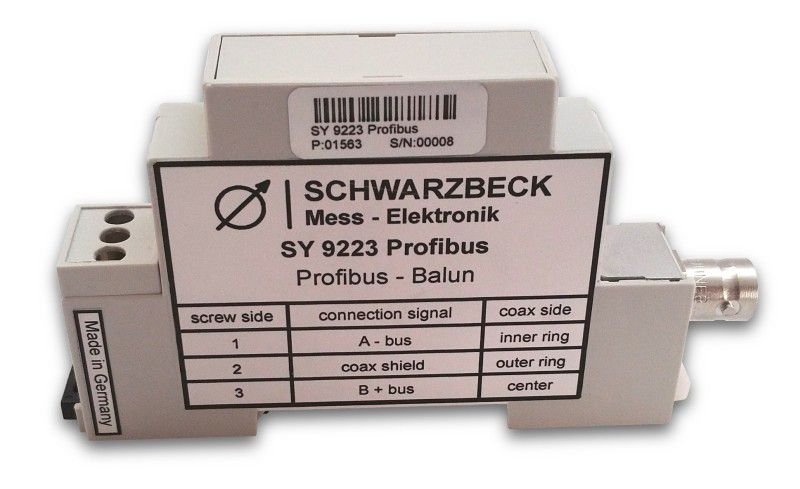 SY 9223 Profibus
P:01563 S/N:00008
SCHWARZBECK
Mess - Elektronik
SY 9223 Profibus
Profibus - Balun
screw side connection signal coax side
1 A - bus inner ring
2 coax shield outer ring
3 B + bus center
Made in Germany